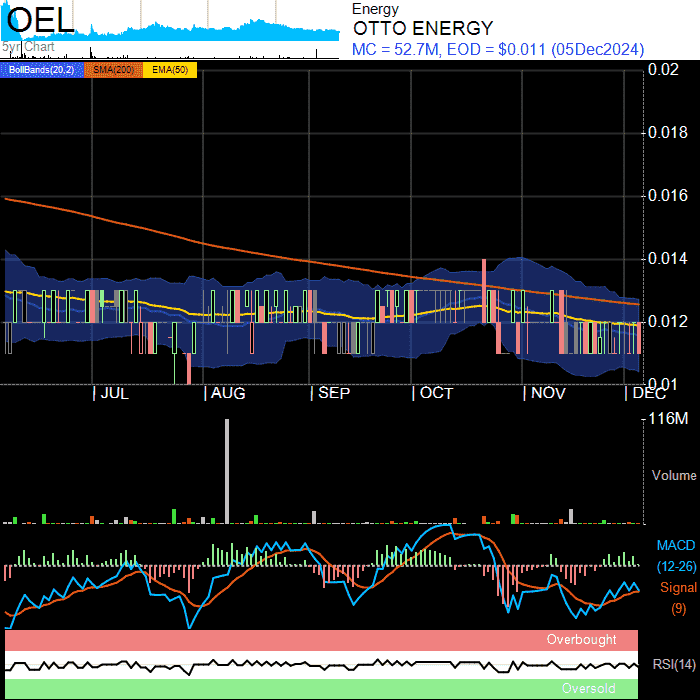 OEL
5yr Chart
Energy
OTTO ENERGY
MC = 52.7M, EOD = $0.011 (05Dec2024)
BollBands(20,2) SMA(200) EMA(50)
0.02
0.018
0.016
0.014
0.012
0.01
JUL AUG SEP OCT NOV DEC
116M
Volume
MACD
(12-26)
Signal
(9)
Overbought
RSI(14)
Oversold